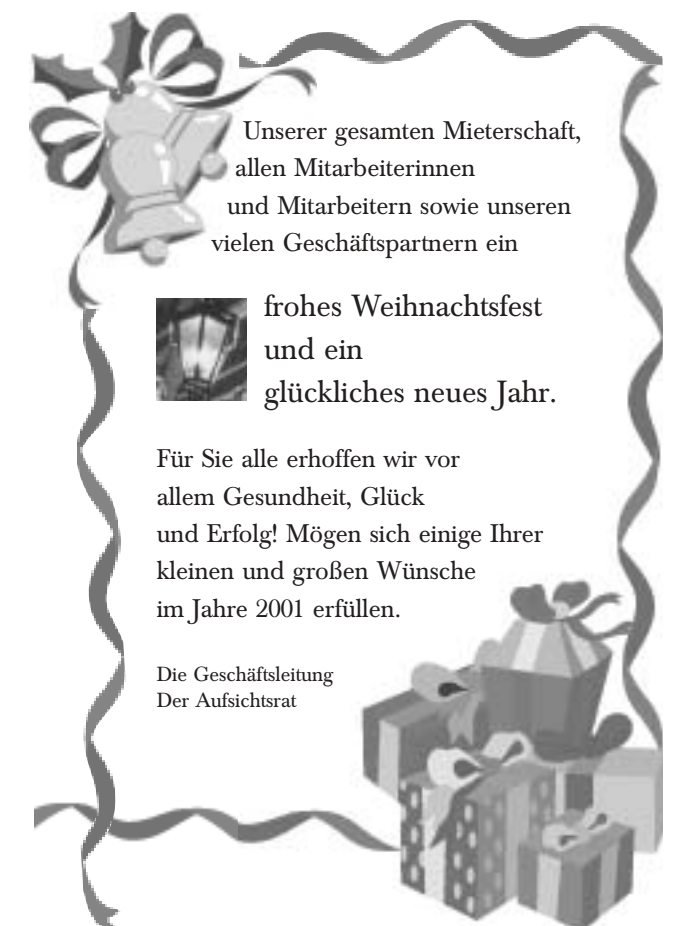 Unserer gesamten Mieterschaft,
allen Mitarbeiterinnen
und Mitarbeitern sowie unseren
vielen Geschäftspartnern ein
frohes Weihnachtsfest
und ein
glückliches neues Jahr.
Für Sie alle erhoffen wir vor
allem Gesundheit, Glück
und Erfolg! Mögen sich einige Ihrer
kleinen und großen Wünsche
im Jahre 2001 erfüllen.
Die Geschäftsleitung
Der Aufsichtsrat